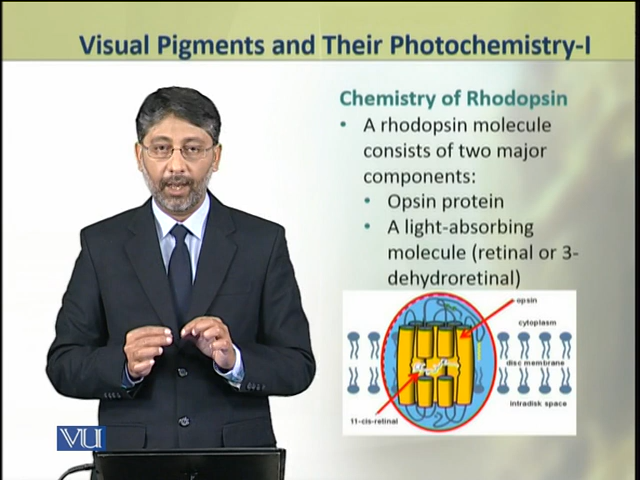 Visual Pigments and Their Photochemistry-I
Chemistry of Rhodopsin
• A rhodopsin molecule
consists of two major
components:
• Opsin protein
• A light-absorbing
molecule (retinal or 3-
dehydroretinal)
opsin
cytoplasm
disc membrane
intradisk space
11-cis-retinal
VU